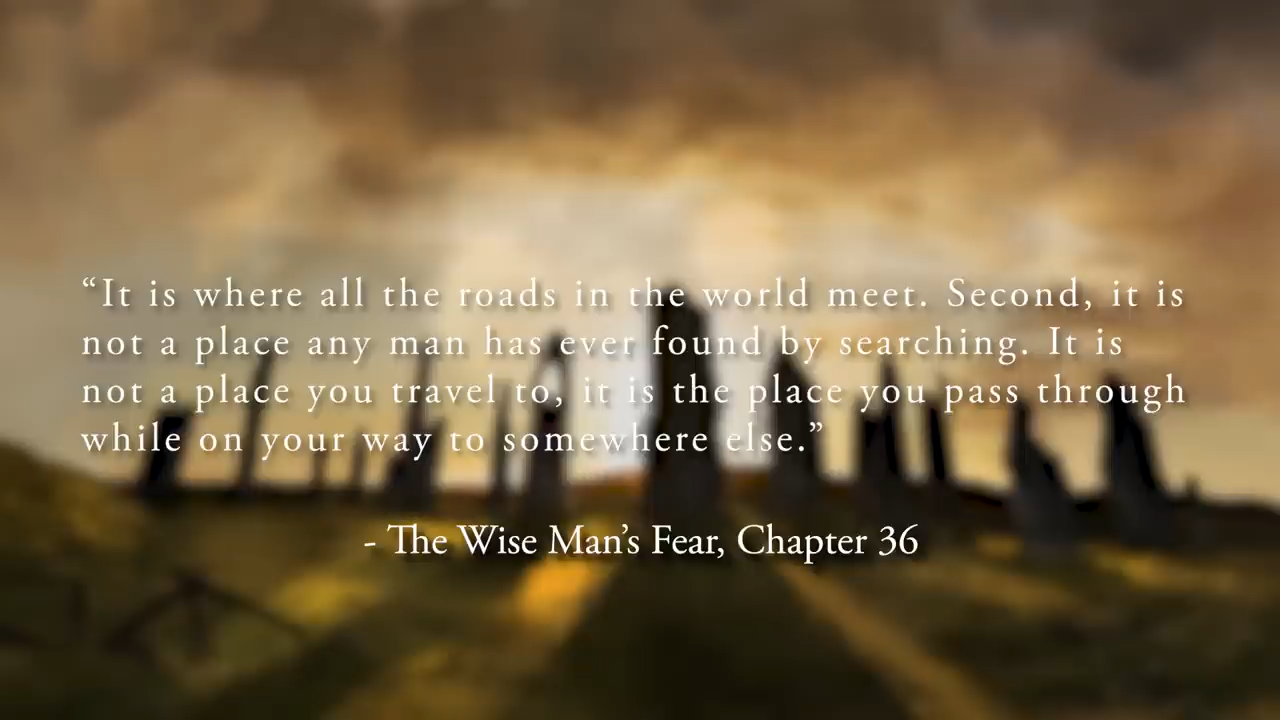 “It is where all the roads in the world meet. Second, it is
not a place any man has ever found by searching. It is
not a place you travel to, it is the place you pass through
while on your way to somewhere else.”
- The Wise Man’s Fear, Chapter 36